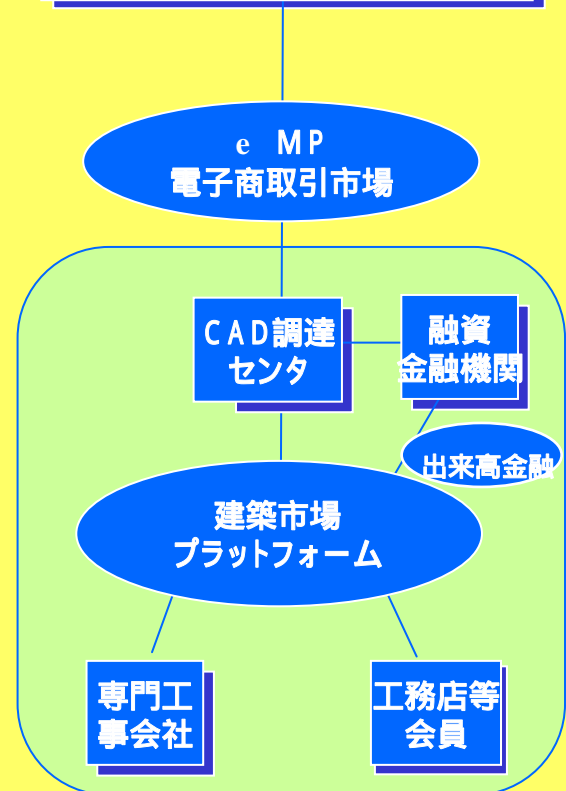 e MP
電子商取引市場
CAD調達
センタ
融資
金融機関
出来高金融
建築市場
プラットフォーム
専門工
事会社
工務店等
会員